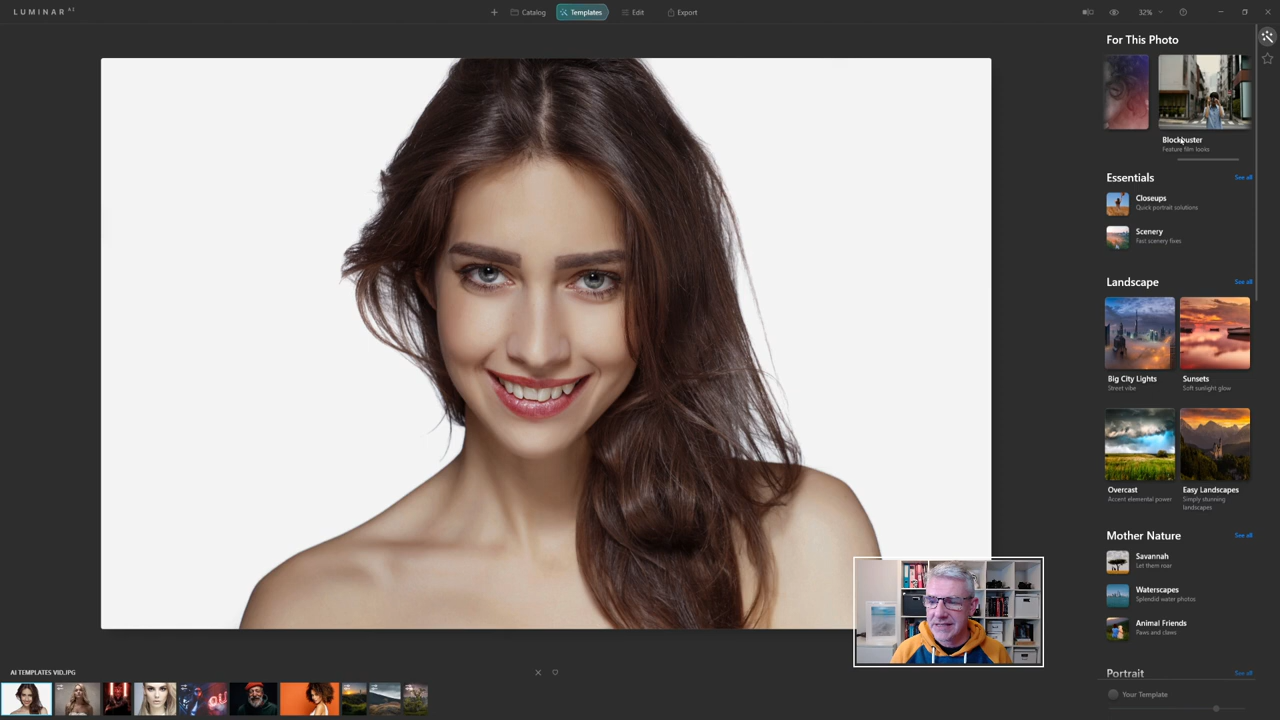 LUMINAR AI
Catalog
Templates
Edit
Export
32%
For This Photo
Blockbuster
Feature film looks
Essentials
See all
Closeups
Quick portrait solutions
Scenery
Fast scenery fixes
Landscape
See all
Big City Lights
Street vibe
Sunsets
Soft sunlight glow
Overcast
Accent elemental power
Easy Landscapes
Simply stunning
landscapes
Mother Nature
See all
Savannah
Let them roar
Waterscapes
Splendid water photos
Animal Friends
Paws and claws
Portrait
See all
AI TEMPLATES VID.JPG
Your Template